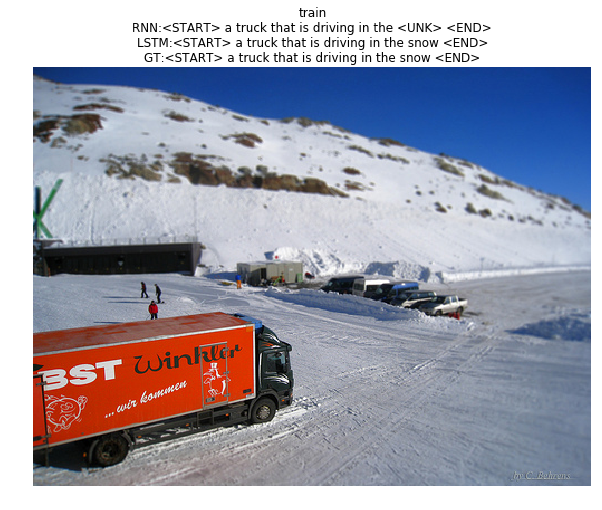 train
RNN:<START> a truck that is driving in the <UNK> <END>
LSTM:<START> a truck that is driving in the snow <END>
GT:<START> a truck that is driving in the snow <END>
BST Winkler
... wir kommen